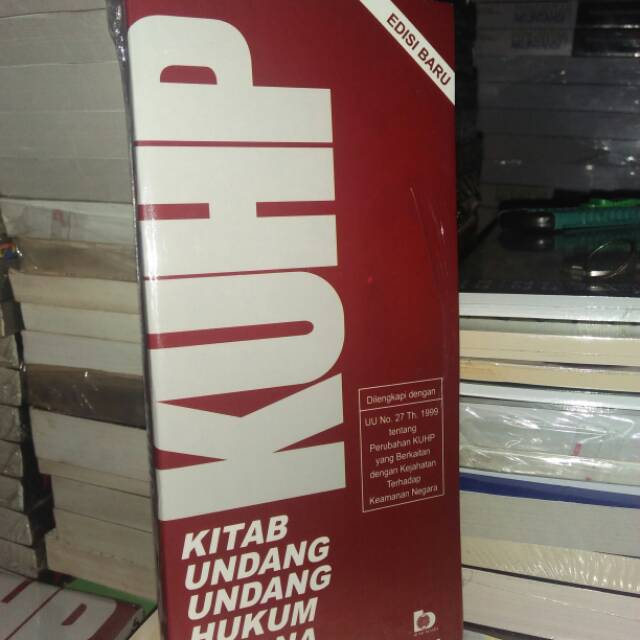 EDISI BARU
KUHP
Dilengkapi dengan
UU No. 27 Th. 1999
tentang
Perubahan KUHP
yang Berkaitan
dengan Kejahatan
Terhadap
Keamanan Negara
KITAB
UNDANG
UNDANG
HUKUM